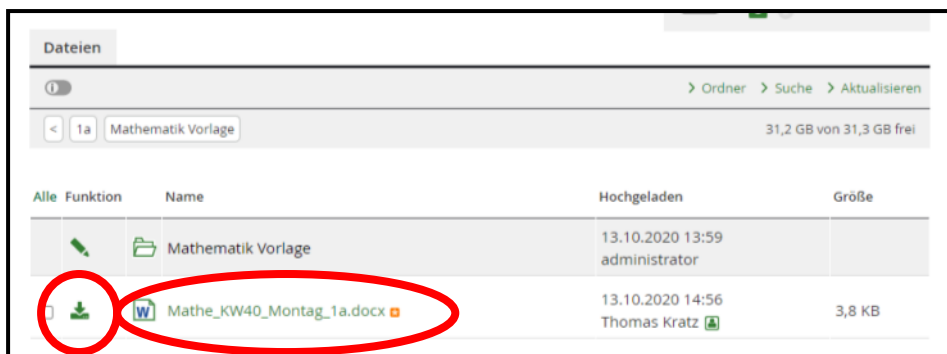 Dateien
Ordner Suche Aktualisieren
< 1a Mathematik Vorlage 31,2 GB von 31,3 GB frei
Alle Funktion Name Hochgeladen Größe
Mathematik Vorlage 13.10.2020 13:59
administrator
Mathe_KW40_Montag_1a.docx 13.10.2020 14:56 3,8 KB
Thomas Kratz